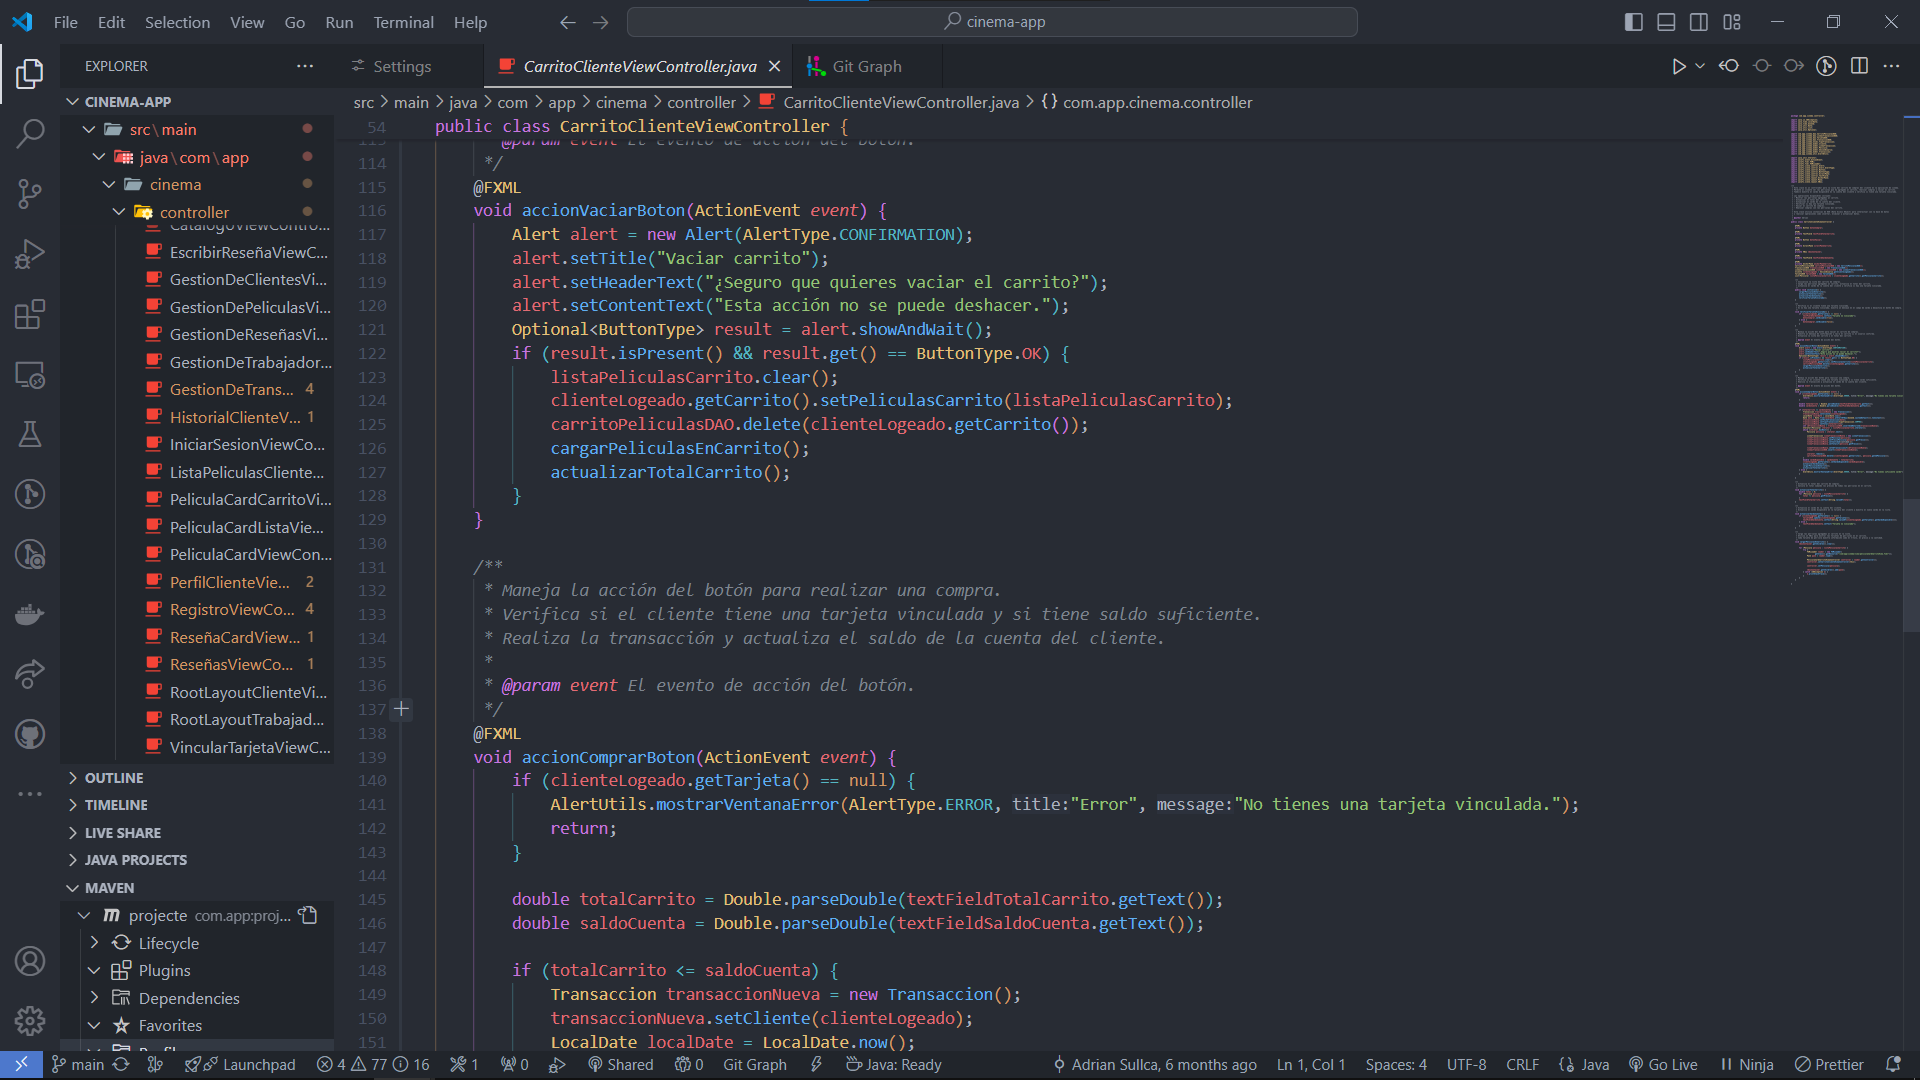 File Edit Selection View Go Run Terminal Help
cinema-app
EXPLORER
Settings
CarritoClienteViewController.java
Git Graph
CINEMA-APP
src \ main
java \ com \ app
cinema
controller
CatalogoViewContro...
EscribirReseñaViewC...
GestionDeClientesVi...
GestionDePeliculasVi...
GestionDeReseñasVi...
GestionDeTrabajador...
GestionDeTrans... 4
HistorialClienteV... 1
IniciarSesionViewCo...
ListaPeliculasCliente...
PeliculaCardCarritoVi...
PeliculaCardListaVie...
PeliculaCardViewCon...
PerfilClienteVie... 2
RegistroViewCo... 4
ReseñaCardView... 1
ReseñasViewCo... 1
RootLayoutClienteVi...
RootLayoutTrabajad...
VincularTarjetaViewC...
OUTLINE
TIMELINE
LIVE SHARE
JAVA PROJECTS
MAVEN
projecte com.app:proj...
Lifecycle
Plugins
Dependencies
Favorites
src > main > java > com > app > cinema > controller > CarritoClienteViewController.java > {} com.app.cinema.controller
54 public class CarritoClienteViewController {
113 * @param event El evento de acción del botón.
114 */
115 @FXML
116 void accionVaciarBoton(ActionEvent event) {
117 Alert alert = new Alert(AlertType.CONFIRMATION);
118 alert.setTitle("Vaciar carrito");
119 alert.setHeaderText("¿Seguro que quieres vaciar el carrito?");
120 alert.setContentText("Esta acción no se puede deshacer.");
121 Optional<ButtonType> result = alert.showAndWait();
122 if (result.isPresent() && result.get() == ButtonType.OK) {
123 listaPeliculasCarrito.clear();
124 clienteLogeado.getCarrito().setPeliculasCarrito(listaPeliculasCarrito);
125 carritoPeliculasDAO.delete(clienteLogeado.getCarrito());
126 cargarPeliculasEnCarrito();
127 actualizarTotalCarrito();
128 }
129 }
130
131 /**
132 * Maneja la acción del botón para realizar una compra.
133 * Verifica si el cliente tiene una tarjeta vinculada y si tiene saldo suficiente.
134 * Realiza la transacción y actualiza el saldo de la cuenta del cliente.
135 *
136 * @param event El evento de acción del botón.
137 */
138 @FXML
139 void accionComprarBoton(ActionEvent event) {
140 if (clienteLogeado.getTarjeta() == null) {
141 AlertUtils.mostrarVentanaError(AlertType.ERROR, title:"Error", message:"No tienes una tarjeta vinculada.");
142 return;
143 }
144
145 double totalCarrito = Double.parseDouble(textFieldTotalCarrito.getText());
146 double saldoCuenta = Double.parseDouble(textFieldSaldoCuenta.getText());
147
148 if (totalCarrito <= saldoCuenta) {
149 Transaccion transaccionNueva = new Transaccion();
150 transaccionNueva.setCliente(clienteLogeado);
151 LocalDate localDate = LocalDate.now();
main Launchpad 4 77 16 1 0 Shared 0 Git Graph Java: Ready Adrian Sullca, 6 months ago Ln 1, Col 1 Spaces: 4 UTF-8 CRLF {} Java Go Live Ninja Prettier